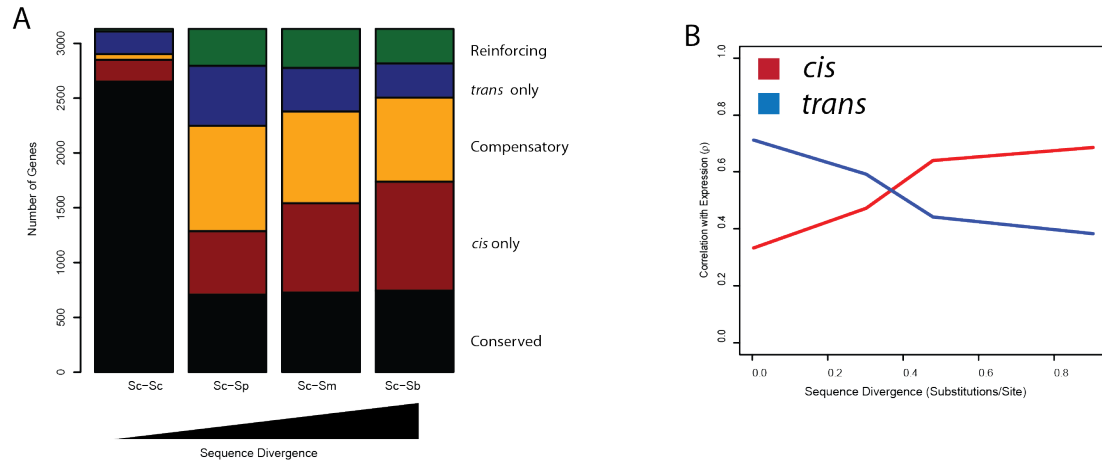 A
Number of Genes
3000
2500
2000
1500
1000
500
0
Reinforcing
trans only
Compensatory
cis only
Conserved
Sc-Sc Sc-Sp Sc-Sm Sc-Sb
Sequence Divergence
B
cis
trans
Correlation with Expression (ρ)
1.0
0.8
0.6
0.4
0.2
0.0
0.0 0.2 0.4 0.6 0.8
Sequence Divergence (Substitutions/Site)